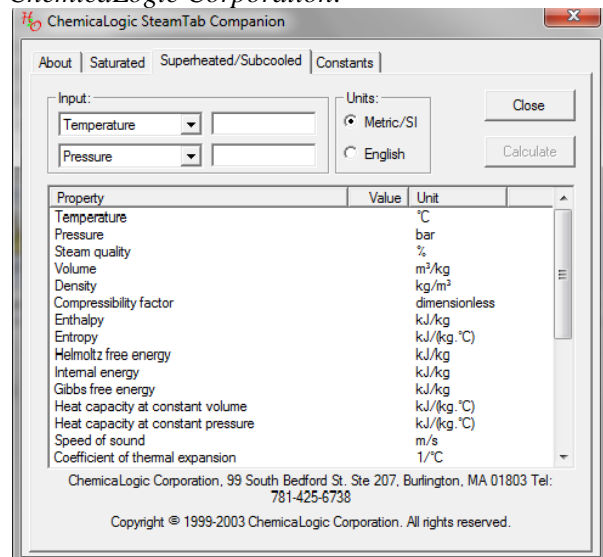 ChemicaLogic Corporation.
ChemicaLogic SteamTab Companion
About Saturated Superheated/Subcooled Constants
Input: Units:
Temperature Metric/SI Close
Pressure English Calculate
Property Value Unit
Temperature °C
Pressure bar
Steam quality %
Volume m³/kg
Density kg/m³
Compressibility factor dimensionless
Enthalpy kJ/kg
Entropy kJ/(kg.°C)
Helmoltz free energy kJ/kg
Internal energy kJ/kg
Gibbs free energy kJ/kg
Heat capacity at constant volume kJ/(kg.°C)
Heat capacity at constant pressure kJ/(kg.°C)
Speed of sound m/s
Coefficient of thermal expansion 1/°C
ChemicaLogic Corporation, 99 South Bedford St. Ste 207, Burlington, MA 01803 Tel:
781-425-6738
Copyright © 1999-2003 ChemicaLogic Corporation. All rights reserved.